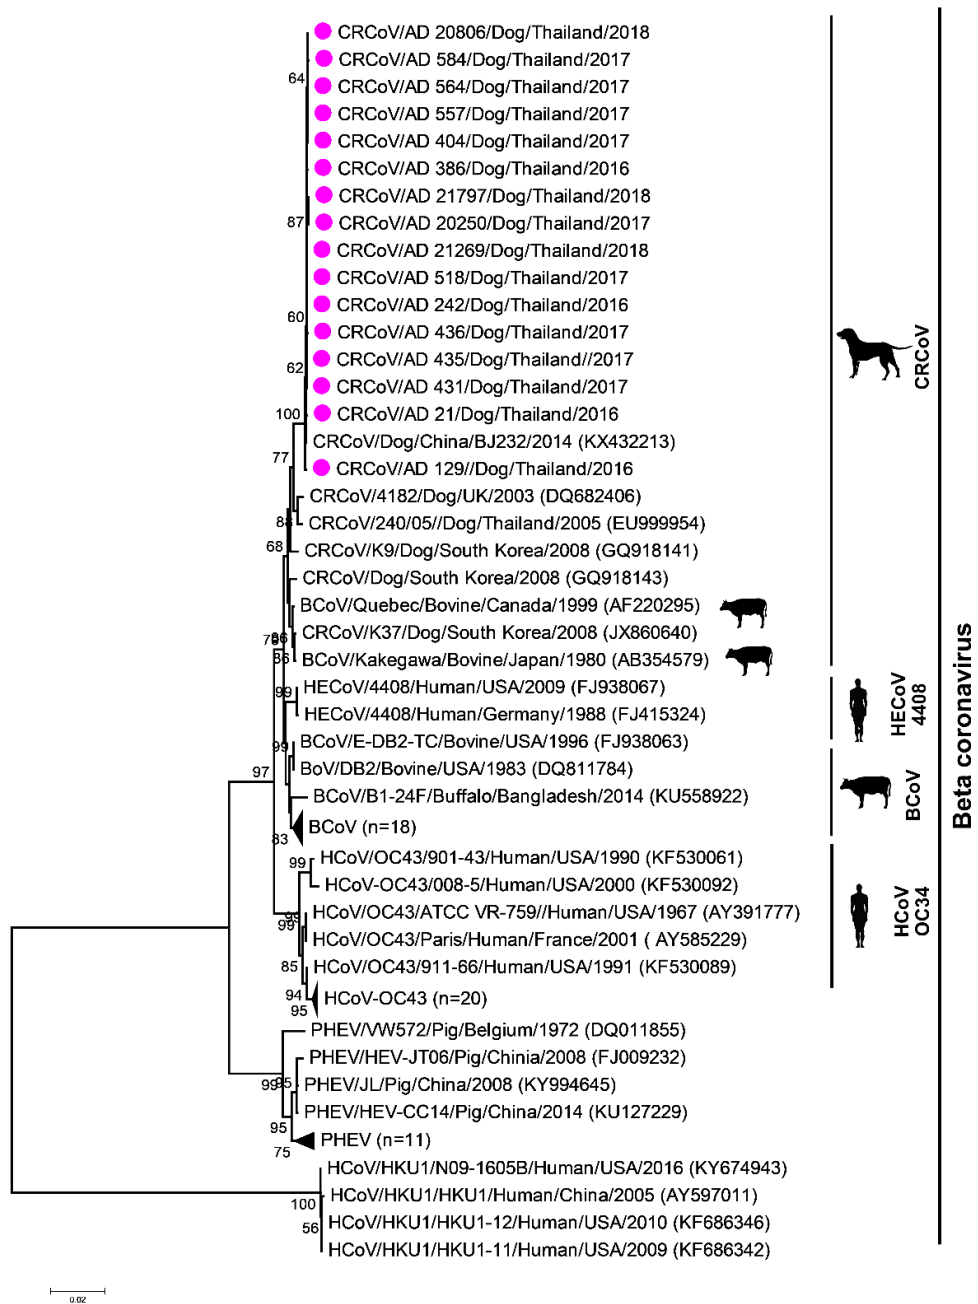 CRCoV/AD 20806/Dog/Thailand/2018
CRCoV/AD 584/Dog/Thailand/2017
64
CRCoV/AD 564/Dog/Thailand/2017
CRCoV/AD 557/Dog/Thailand/2017
CRCoV/AD 404/Dog/Thailand/2017
CRCoV/AD 386/Dog/Thailand/2016
CRCoV/AD 21797/Dog/Thailand/2018
87
CRCoV/AD 20250/Dog/Thailand/2017
CRCoV/AD 21269/Dog/Thailand/2018
CRCoV/AD 518/Dog/Thailand/2017
CRCoV/AD 242/Dog/Thailand/2016
60
CRCoV/AD 436/Dog/Thailand/2017
CRCoV/AD 435/Dog/Thailand//2017
62
CRCoV/AD 431/Dog/Thailand/2017
CRCoV
100
CRCoV/AD 21/Dog/Thailand/2016
CRCoV/Dog/China/BJ232/2014 (KX432213)
77
CRCoV/AD 129//Dog/Thailand/2016
CRCoV/4182/Dog/UK/2003 (DQ682406)
88
CRCoV/240/05//Dog/Thailand/2005 (EU999954)
68
CRCoV/K9/Dog/South Korea/2008 (GQ918141)
CRCoV/Dog/South Korea/2008 (GQ918143)
BCoV/Quebec/Bovine/Canada/1999 (AF220295)
CRCoV/K37/Dog/South Korea/2008 (JX860640)
86
BCoV/Kakegawa/Bovine/Japan/1980 (AB354579)
99
HECoV/4408/Human/USA/2009 (FJ938067)
HECoV/4408/Human/Germany/1988 (FJ415324)
HECoV
4408
99
BCoV/E-DB2-TC/Bovine/USA/1996 (FJ938063)
BoV/DB2/Bovine/USA/1983 (DQ811784)
97
BCoV/B1-24F/Buffalo/Bangladesh/2014 (KU558922)
BCoV
BCoV (n=18)
83
Beta coronavirus
99
HCoV/OC43/901-43/Human/USA/1990 (KF530061)
HCoV-OC43/008-5/Human/USA/2000 (KF530092)
HCoV/OC43/ATCC VR-759//Human/USA/1967 (AY391777)
99
HCoV/OC43/Paris/Human/France/2001 ( AY585229)
HCoV
OC34
85
HCoV/OC43/911-66/Human/USA/1991 (KF530089)
94
HCoV-OC43 (n=20)
95
PHEV/VW572/Pig/Belgium/1972 (DQ011855)
PHEV/HEV-JT06/Pig/Chinia/2008 (FJ009232)
99
95
PHEV/JL/Pig/China/2008 (KY994645)
PHEV/HEV-CC14/Pig/China/2014 (KU127229)
95
PHEV (n=11)
75
HCoV/HKU1/N09-1605B/Human/USA/2016 (KY674943)
HCoV/HKU1/HKU1/Human/China/2005 (AY597011)
100
HCoV/HKU1/HKU1-12/Human/USA/2010 (KF686346)
56
HCoV/HKU1/HKU1-11/Human/USA/2009 (KF686342)
0.02